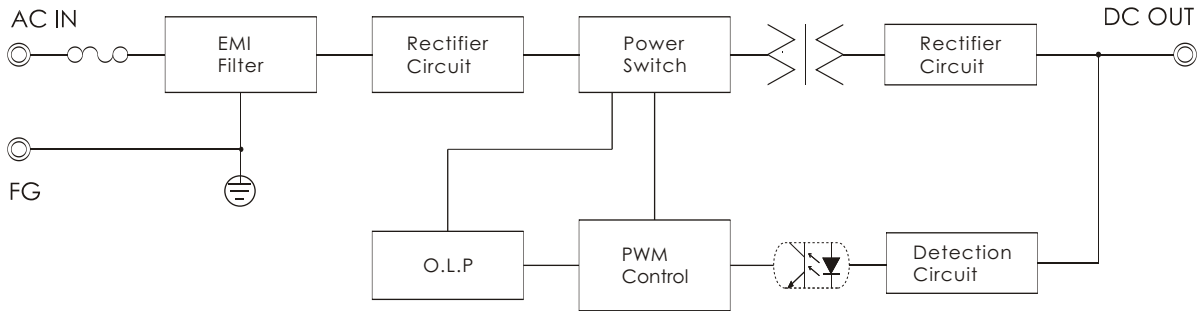 AC IN
DC OUT
EMI
Filter
Rectifier
Circuit
Power
Switch
Rectifier
Circuit
FG
O.L.P
PWM
Control
Detection
Circuit